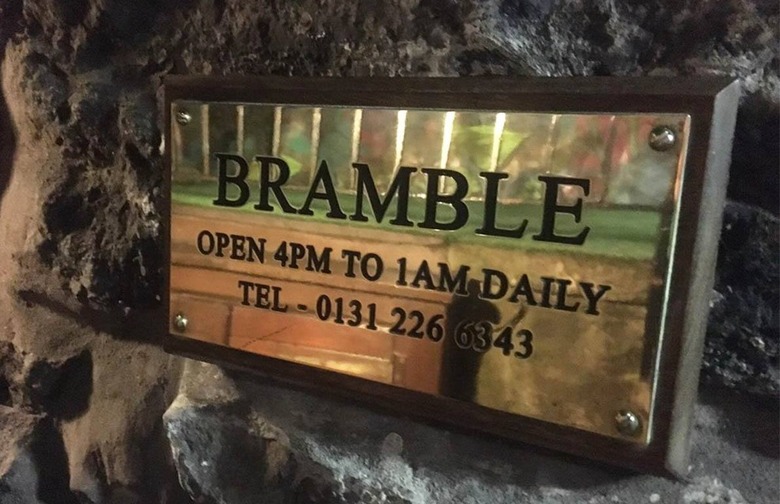 BRAMBLE
OPEN 4PM TO 1AM DAILY
TEL - 0131 226 6343